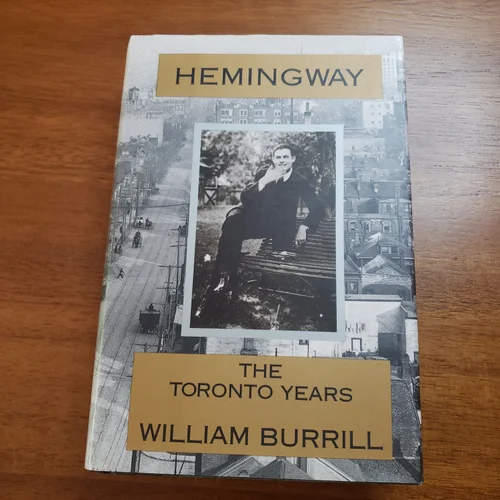 HEMINGWAY
THE
TORONTO YEARS
WILLIAM BURRILL